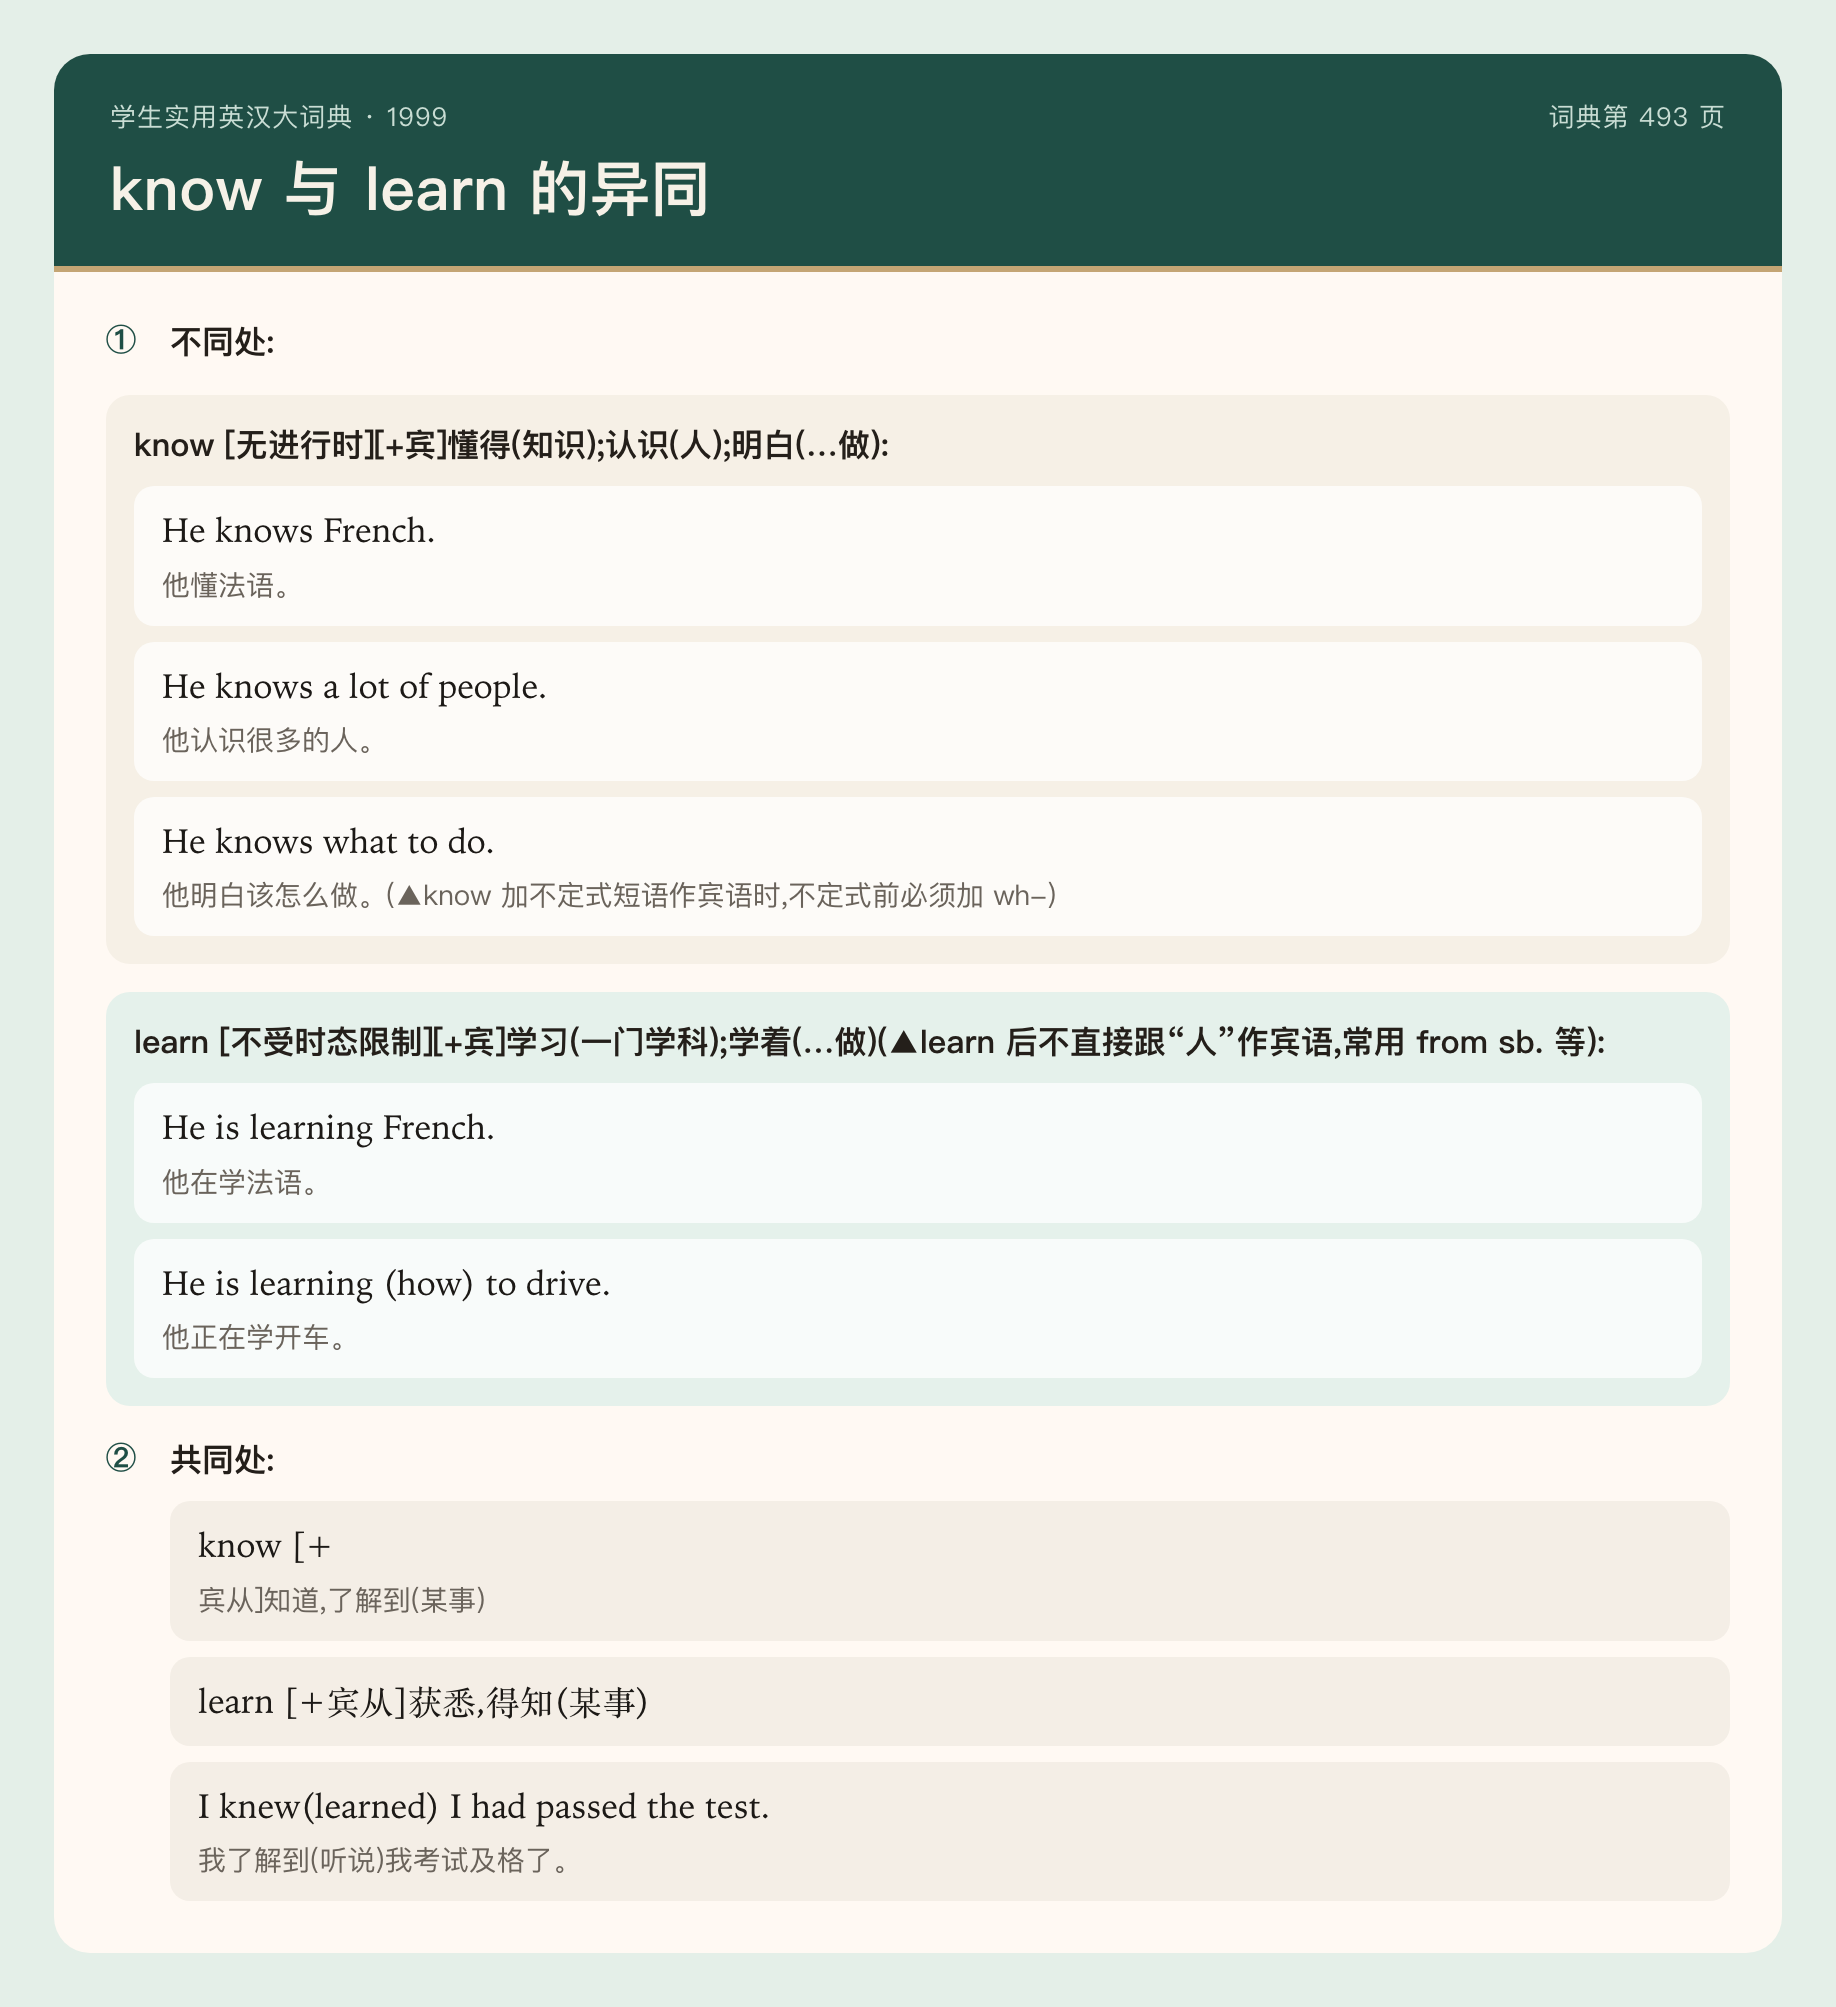 学生实用英汉大词典 · 1999
词典第 493 页
know 与 learn 的异同
① 不同处:
know [无进行时][+宾]懂得(知识);认识(人);明白(…做):
He knows French.
他懂法语。
He knows a lot of people.
他认识很多的人。
He knows what to do.
他明白该怎么做。(▲know 加不定式短语作宾语时,不定式前必须加 wh–)
learn [不受时态限制][+宾]学习(一门学科);学着(…做)(▲learn 后不直接跟“人”作宾语,常用 from sb. 等):
He is learning French.
他在学法语。
He is learning (how) to drive.
他正在学开车。
② 共同处:
know [+
宾从]知道,了解到(某事)
learn [+宾从]获悉,得知(某事)
I knew(learned) I had passed the test.
我了解到(听说)我考试及格了。